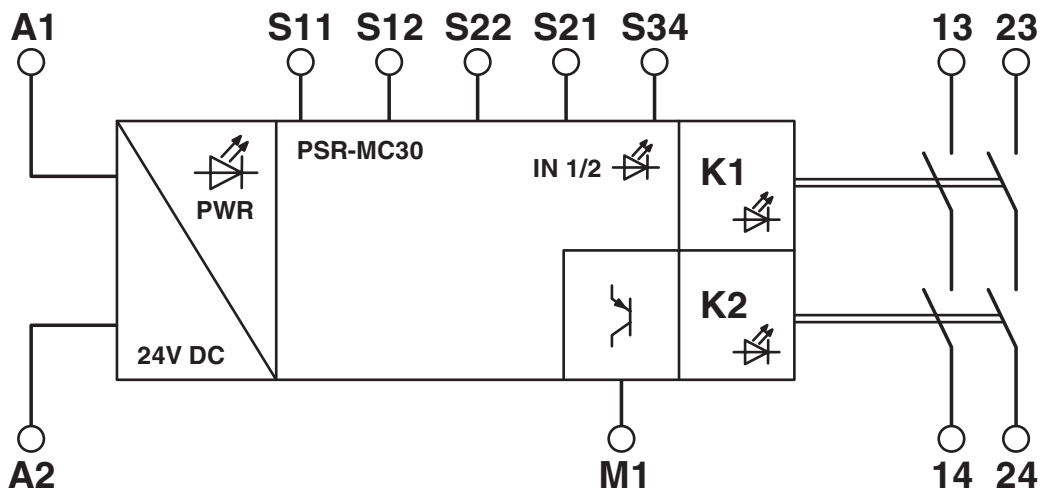 A1 S11 S12 S22 S21 S34 13 23
PSR-MC30
IN 1/2
K1
PWR
K2
24V DC
A2 M1 14 24